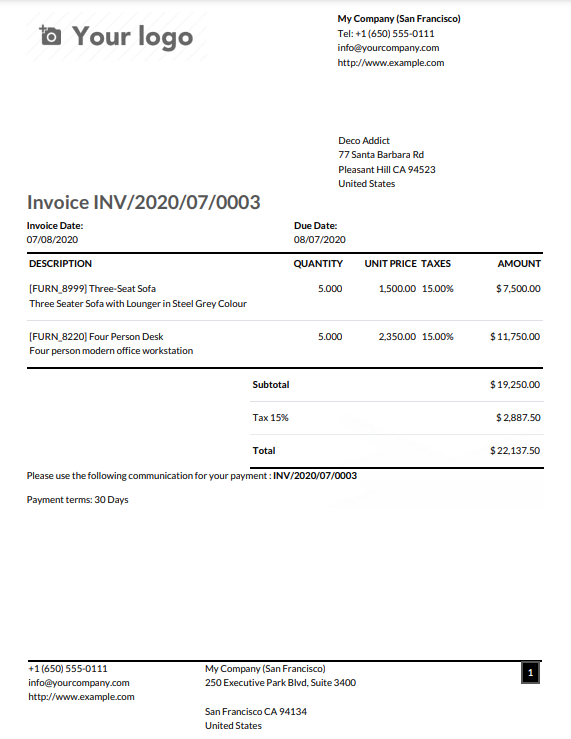 Your logo
My Company (San Francisco)
Tel: +1 (650) 555-0111
info@yourcompany.com
http://www.example.com
Deco Addict
77 Santa Barbara Rd
Pleasant Hill CA 94523
United States
Invoice INV/2020/07/0003
Invoice Date: Due Date:
07/08/2020 08/07/2020
DESCRIPTION QUANTITY UNIT PRICE TAXES AMOUNT
[FURN_8999] Three-Seat Sofa 5.000 1,500.00 15.00% $ 7,500.00
Three Seater Sofa with Lounger in Steel Grey Colour
[FURN_8220] Four Person Desk 5.000 2,350.00 15.00% $ 11,750.00
Four person modern office workstation
Subtotal $ 19,250.00
Tax 15% $ 2,887.50
Total $ 22,137.50
Please use the following communication for your payment : INV/2020/07/0003
Payment terms: 30 Days
+1 (650) 555-0111 My Company (San Francisco) 1
info@yourcompany.com 250 Executive Park Blvd, Suite 3400
http://www.example.com
San Francisco CA 94134
United States